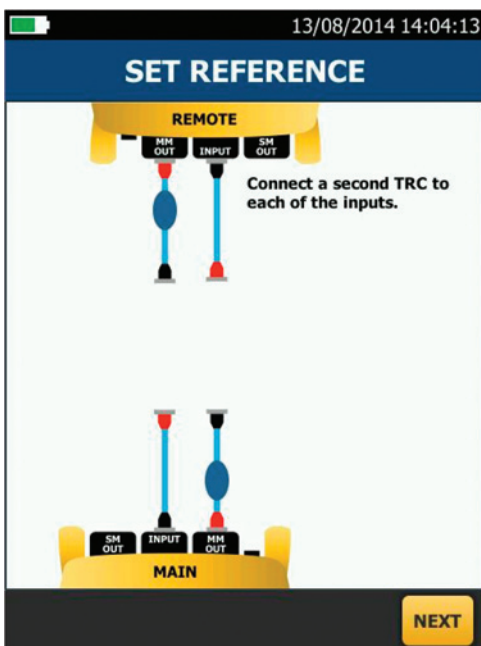 13/08/2014 14:04:13
SET REFERENCE
REMOTE
MM
OUT
INPUT
SM
OUT
Connect a second TRC to
each of the inputs.
SM
OUT
INPUT
MM
OUT
MAIN
NEXT